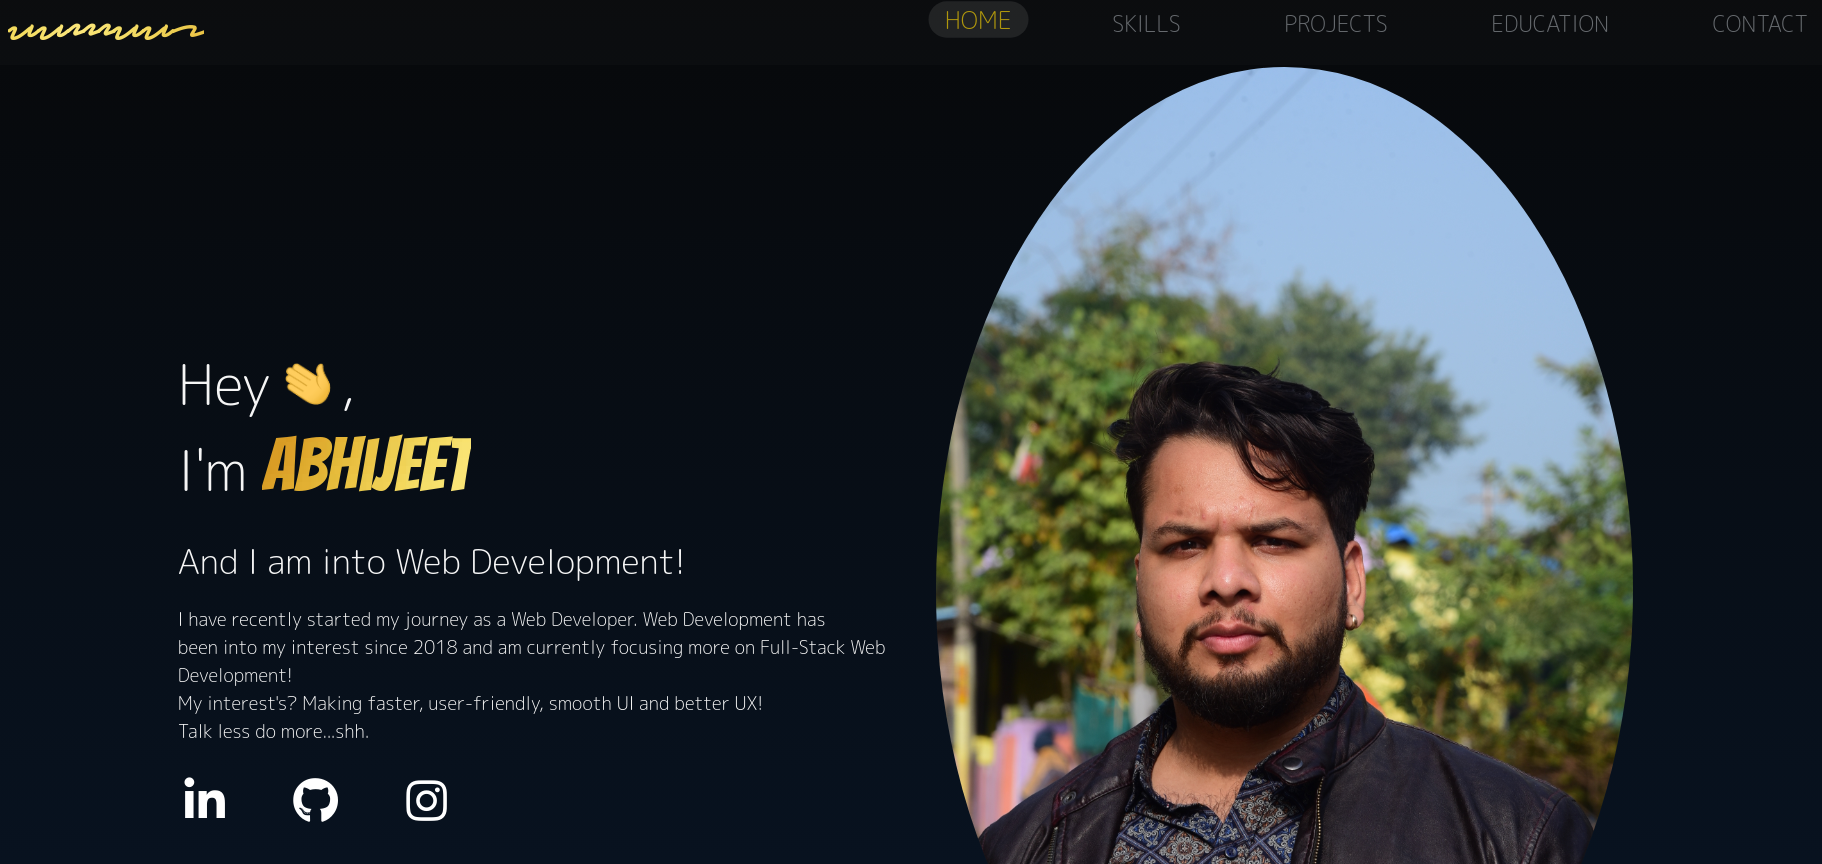 HOME
SKILLS
PROJECTS
EDUCATION
CONTACT
Hey 👋 ,
I'm ABHIJEET
And I am into Web Development!
I have recently started my journey as a Web Developer. Web Development has
been into my interest since 2018 and am currently focusing more on Full-Stack Web
Development!
My interest's? Making faster, user-friendly, smooth UI and better UX!
Talk less do more...shh.
in